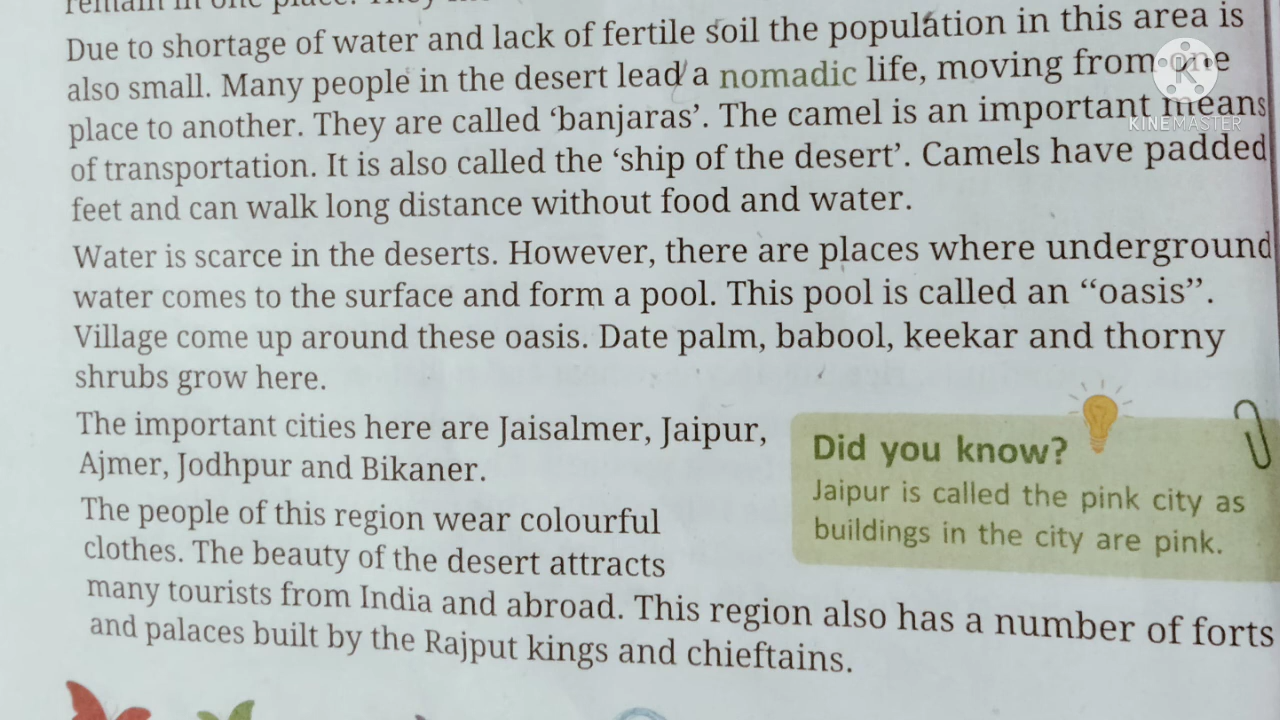 remain in one place. They
Due to shortage of water and lack of fertile soil the population in this area is
also small. Many people in the desert lead a nomadic life, moving from one
place to another. They are called ‘banjaras’. The camel is an important means
of transportation. It is also called the ‘ship of the desert’. Camels have padded
feet and can walk long distance without food and water.
Water is scarce in the deserts. However, there are places where underground
water comes to the surface and form a pool. This pool is called an “oasis”.
Village come up around these oasis. Date palm, babool, keekar and thorny
shrubs grow here.
The important cities here are Jaisalmer, Jaipur,
Ajmer, Jodhpur and Bikaner.
The people of this region wear colourful
clothes. The beauty of the desert attracts
many tourists from India and abroad. This region also has a number of forts
and palaces built by the Rajput kings and chieftains.
Did you know?
Jaipur is called the pink city as
buildings in the city are pink.
K
KINEMASTER